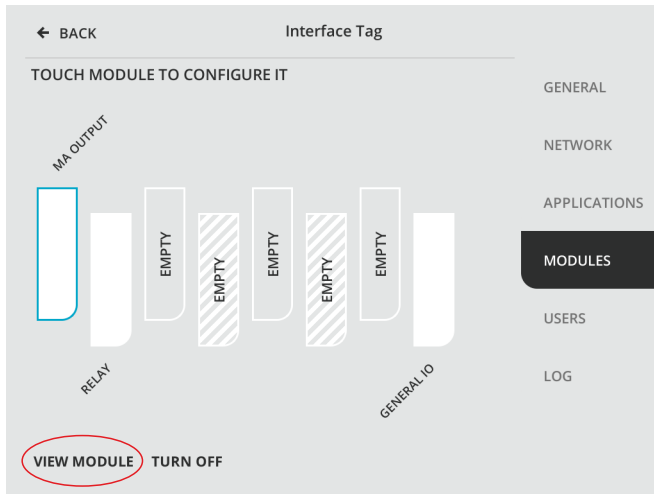 BACK
Interface Tag
TOUCH MODULE TO CONFIGURE IT
MA OUTPUT
EMPTY
EMPTY
EMPTY
EMPTY
EMPTY
RELAY
GENERAL IO
VIEW MODULE TURN OFF
GENERAL
NETWORK
APPLICATIONS
MODULES
USERS
LOG